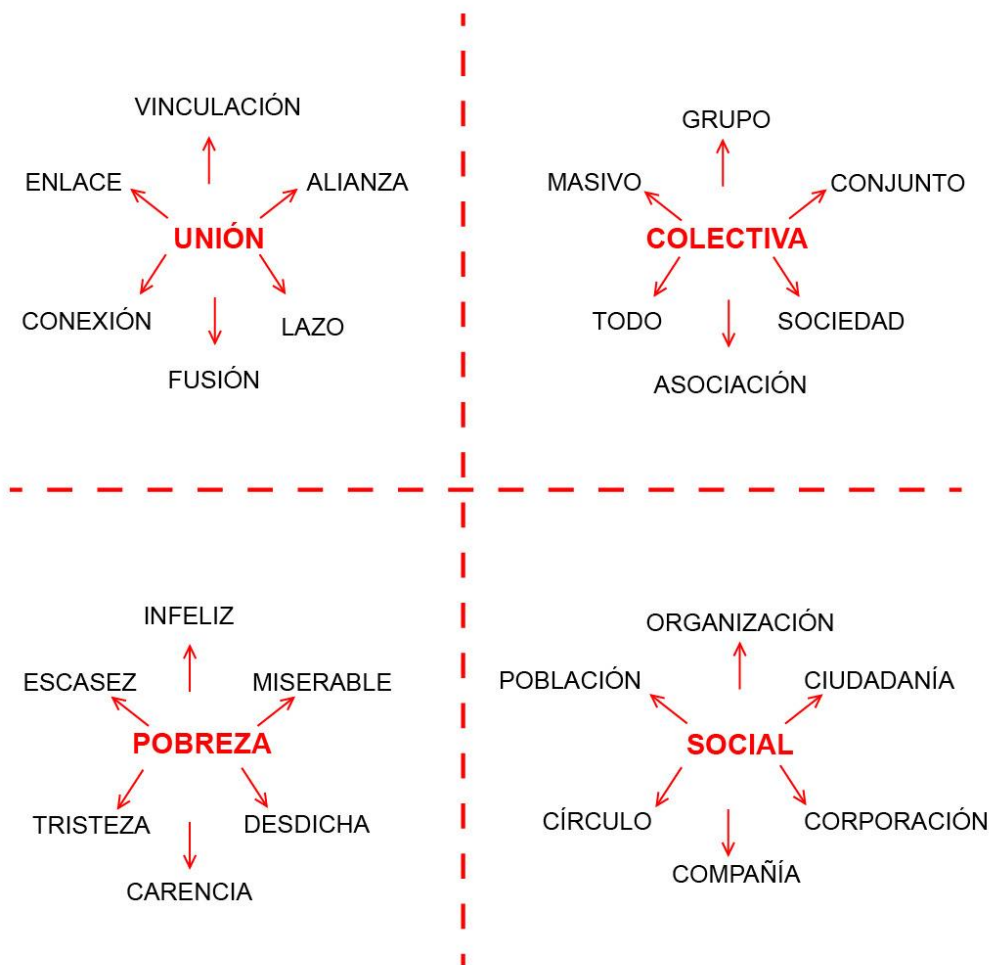 VINCULACIÓN
ENLACE
ALIANZA
UNIÓN
CONEXIÓN
LAZO
FUSIÓN
GRUPO
MASIVO
CONJUNTO
COLECTIVA
TODO
SOCIEDAD
ASOCIACIÓN
INFELIZ
ESCASEZ
MISERABLE
POBREZA
TRISTEZA
DESDICHA
CARENCIA
ORGANIZACIÓN
POBLACIÓN
CIUDADANÍA
SOCIAL
CÍRCULO
CORPORACIÓN
COMPAÑÍA